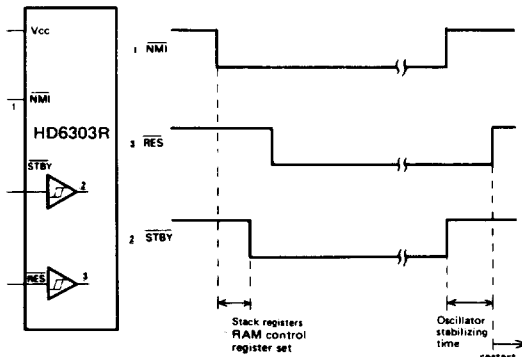 Vcc
1 NMI
HD6303R
STBY
2
RES
3
1 NMI
3 RES
2 STBY
Stack registers
RAM control
register set
Oscillator
stabilizing
time
restart